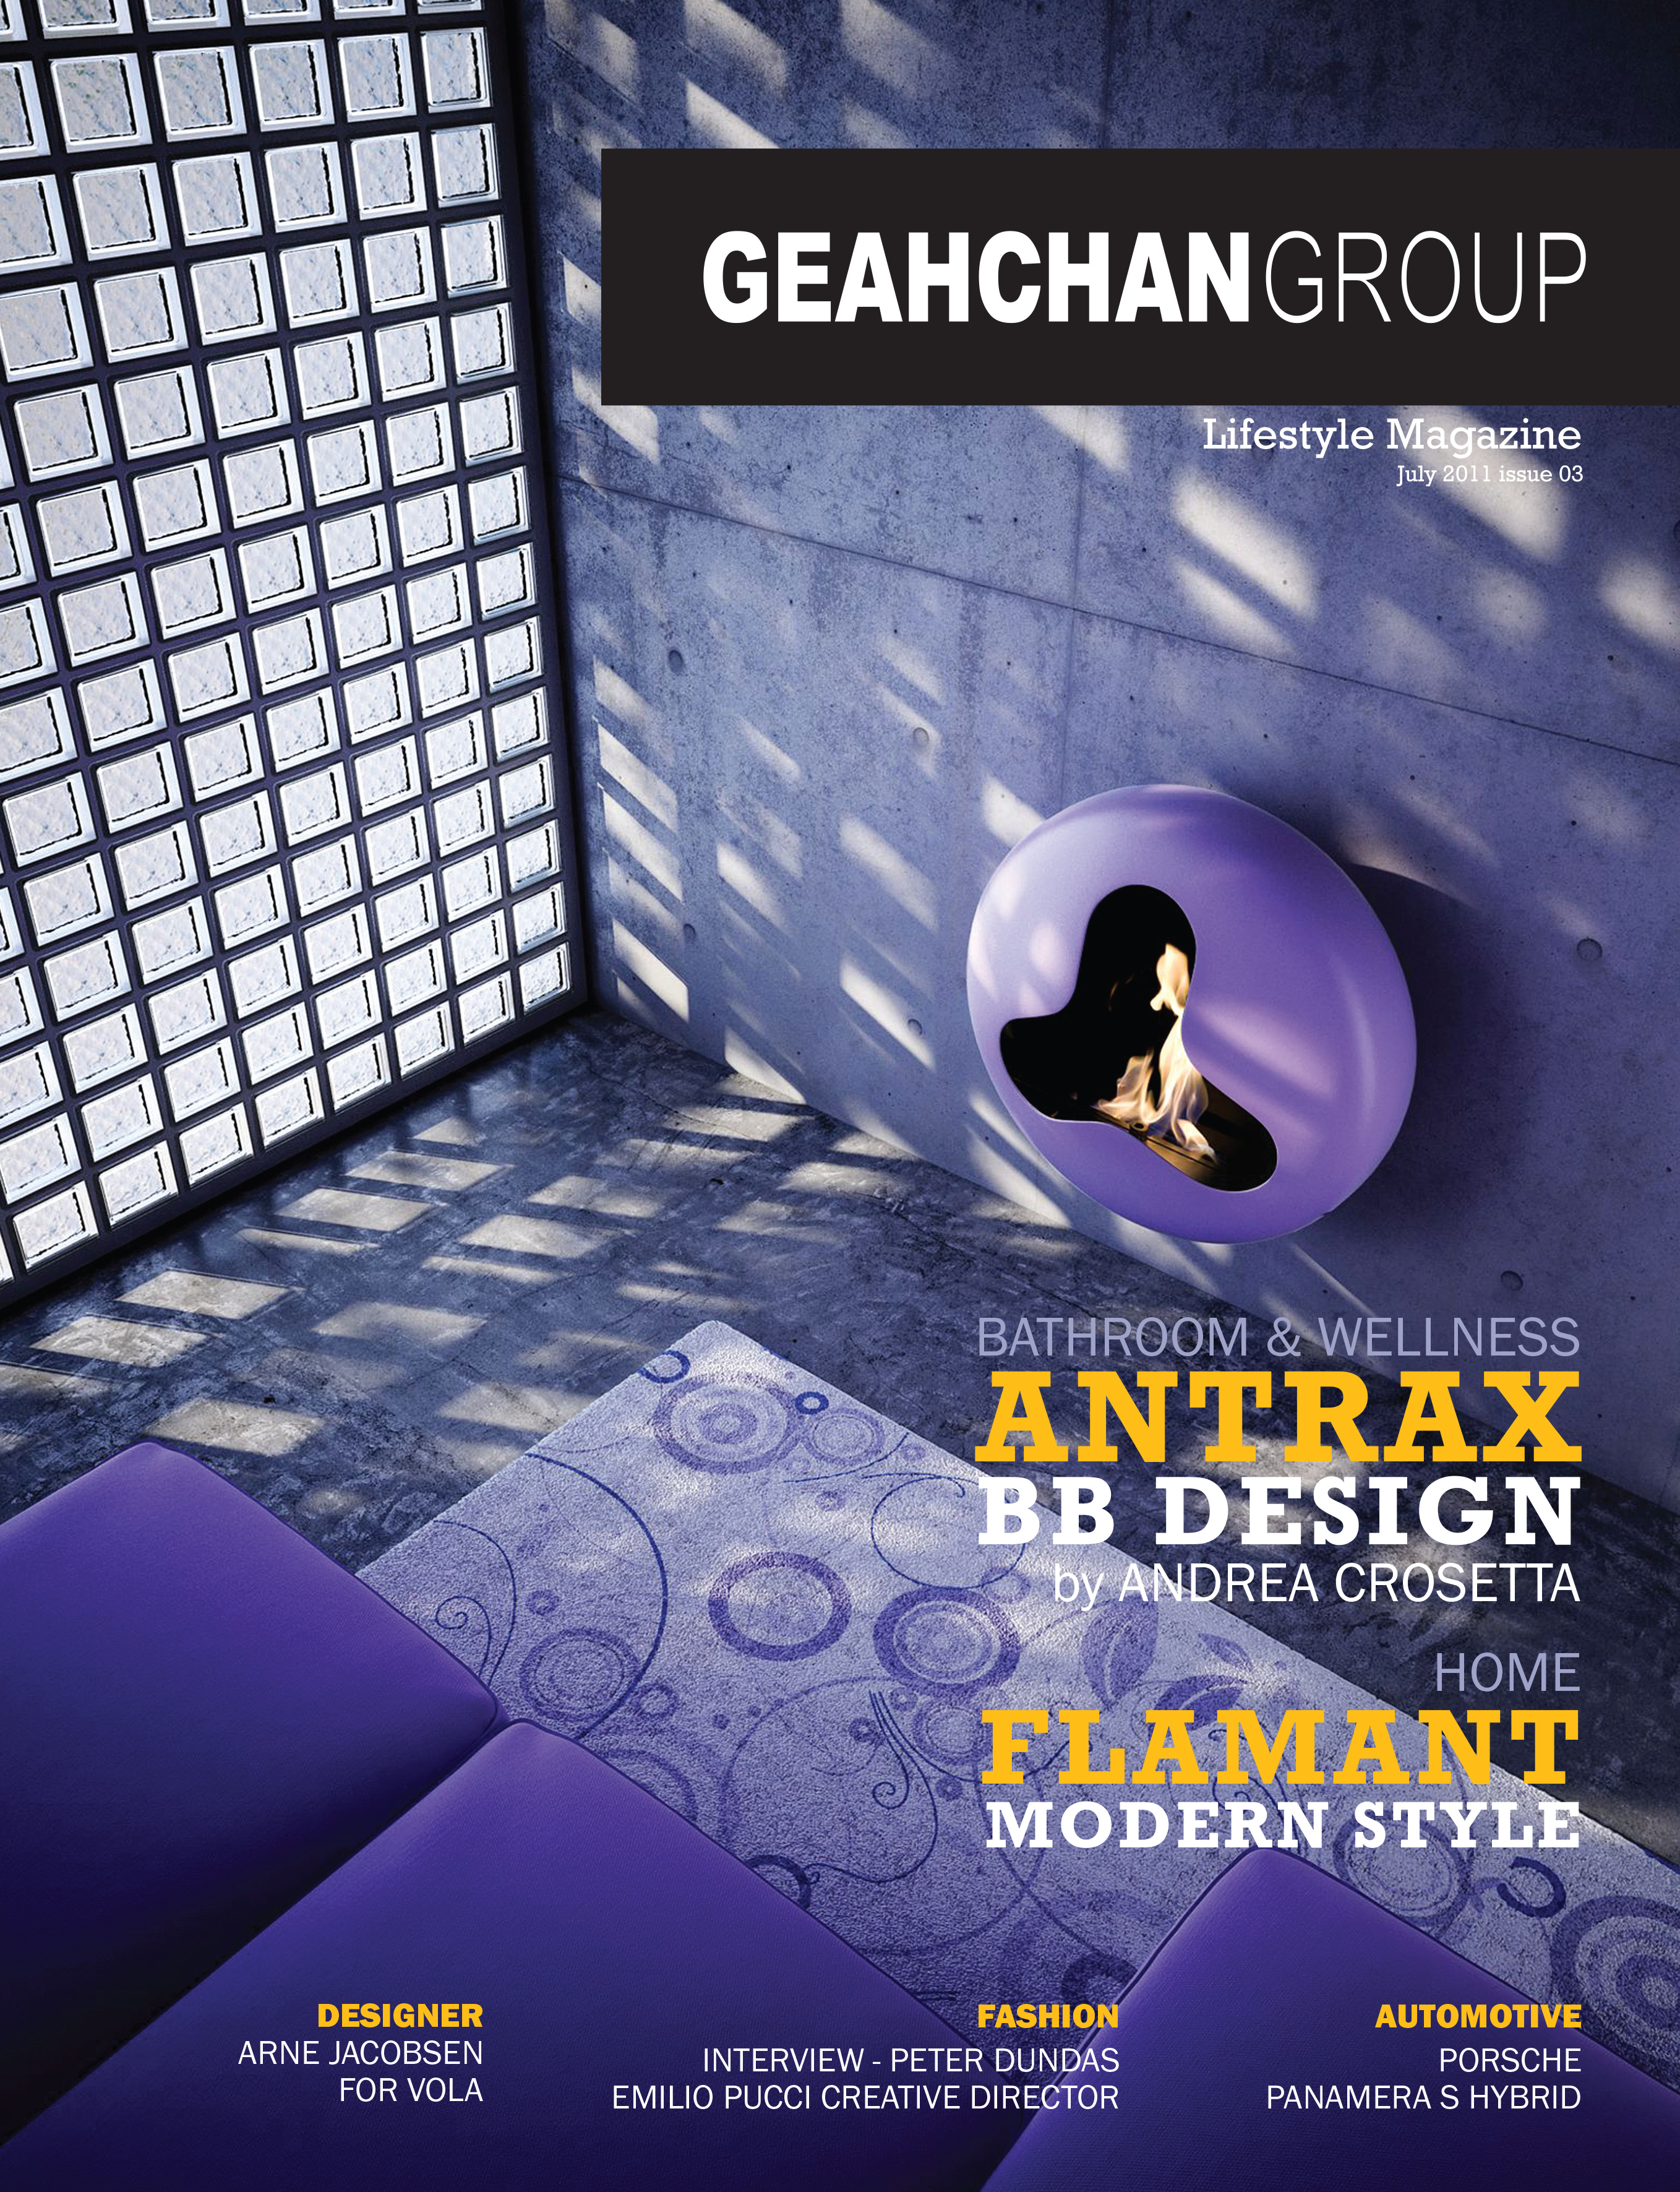 GEAHCHANGROUP
Lifestyle Magazine
July 2011 issue 03
BATHROOM & WELLNESS
ANTRAX
BB DESIGN
by ANDREA CROSETTA
HOME
FLAMANT
MODERN STYLE
DESIGNER
ARNE JACOBSEN
FOR VOLA
FASHION
INTERVIEW - PETER DUNDAS
EMILIO PUCCI CREATIVE DIRECTOR
AUTOMOTIVE
PORSCHE
PANAMERA S HYBRID